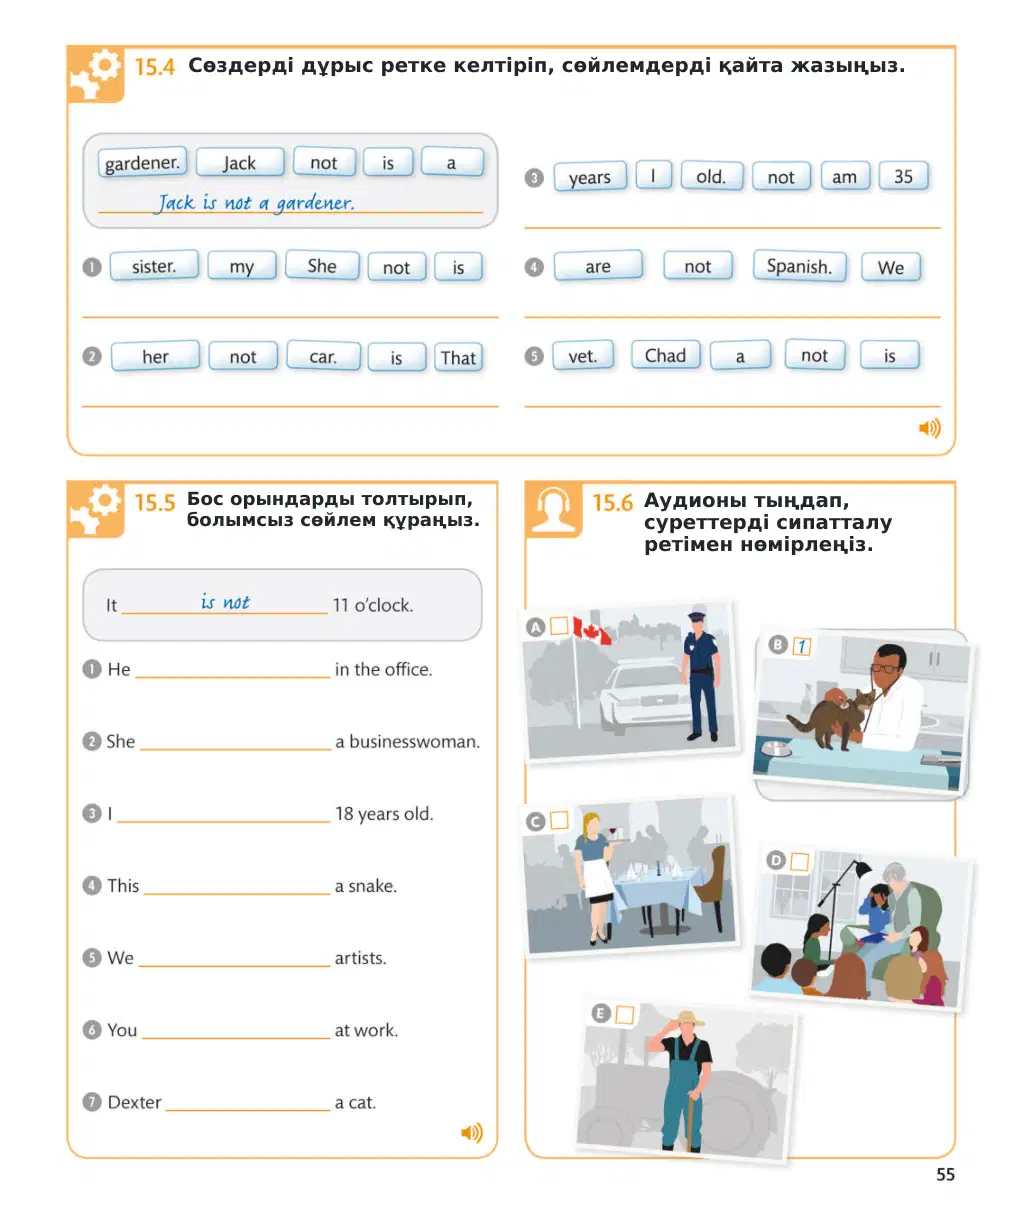 15.4 Сөздерді дұрыс ретке келтіріп, сөйлемдерді қайта жазыңыз.
gardener. Jack not is a
Jack is not a gardener.
1 sister. my She not is
2 her not car. is That
3 years I old. not am 35
4 are not Spanish. We
5 vet. Chad a not is
15.5 Бос орындарды толтырып,
болымсыз сөйлем құраңыз.
It is not 11 o’clock.
1 He in the office.
2 She a businesswoman.
3 I 18 years old.
4 This a snake.
5 We artists.
6 You at work.
7 Dexter a cat.
15.6 Аудионы тыңдап,
суреттерді сипатталу
ретімен нөмірлеңіз.
A
B 1
C
D
E
55